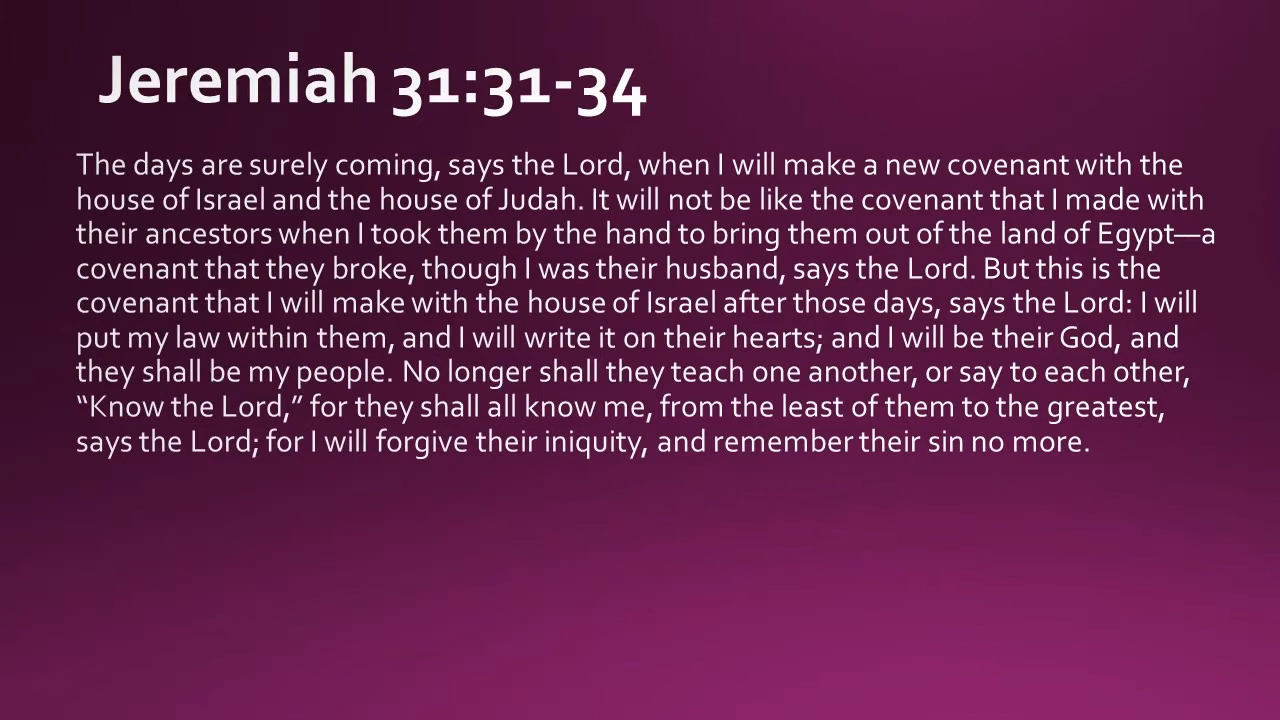 Jeremiah 31:31-34
The days are surely coming, says the Lord, when I will make a new covenant with the
house of Israel and the house of Judah. It will not be like the covenant that I made with
their ancestors when I took them by the hand to bring them out of the land of Egypt—a
covenant that they broke, though I was their husband, says the Lord. But this is the
covenant that I will make with the house of Israel after those days, says the Lord: I will
put my law within them, and I will write it on their hearts; and I will be their God, and
they shall be my people. No longer shall they teach one another, or say to each other,
“Know the Lord,” for they shall all know me, from the least of them to the greatest,
says the Lord; for I will forgive their iniquity, and remember their sin no more.